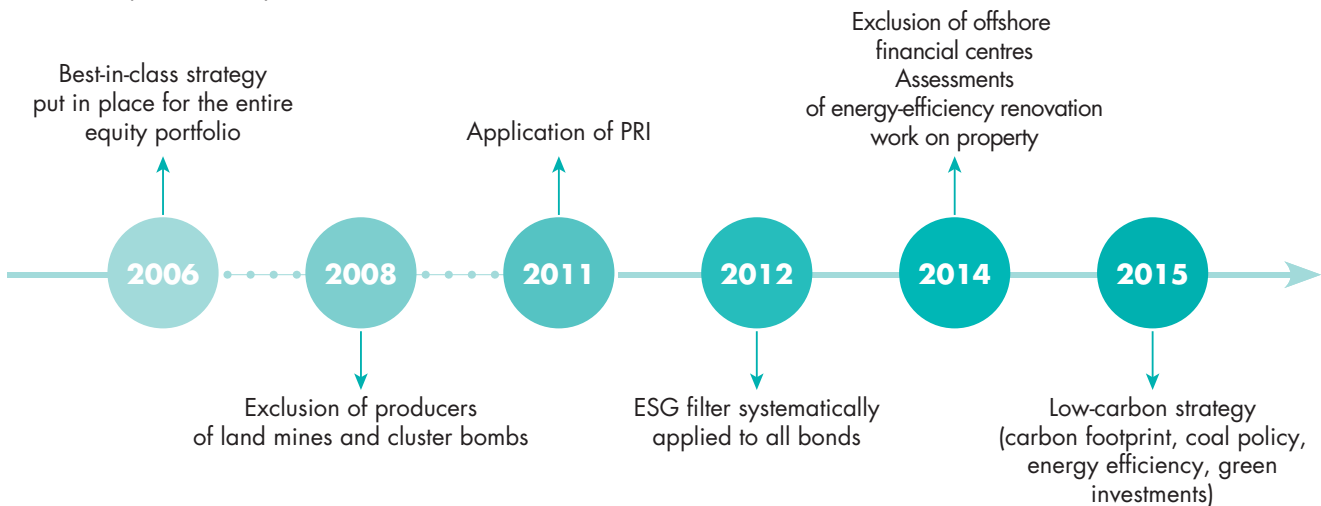 Best-in-class strategy
put in place for the entire
equity portfolio
Application of PRI
Exclusion of offshore
financial centres
Assessments
of energy-efficiency renovation
work on property
2006
2008
2011
2012
2014
2015
Exclusion of producers
of land mines and cluster bombs
ESG filter systematically
applied to all bonds
Low-carbon strategy
(carbon footprint, coal policy,
energy efficiency, green
investments)